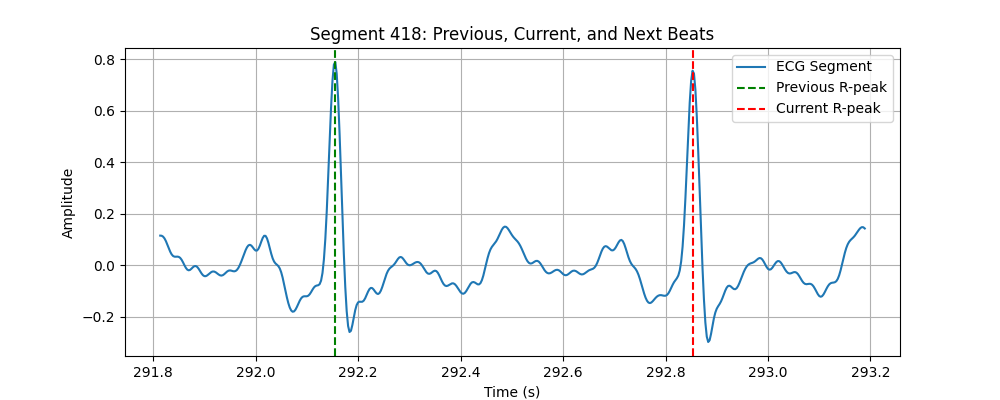 Segment 418: Previous, Current, and Next Beats
ECG Segment
Previous R-peak
Current R-peak
Amplitude
0.8
0.6
0.4
0.2
0.0
−0.2
291.8 292.0 292.2 292.4 292.6 292.8 293.0 293.2
Time (s)